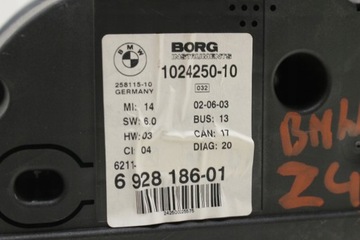 BMW
BORG
INSTRUMENTS
1024250-10
032
258115-10
GERMANY
MI: 14
02-06-03
SW: 6.0
BUS: 13
HW: 03
CAN: 17
CI: 04
DIAG: 20
6211-
6 928 186-01
BMW
Z4